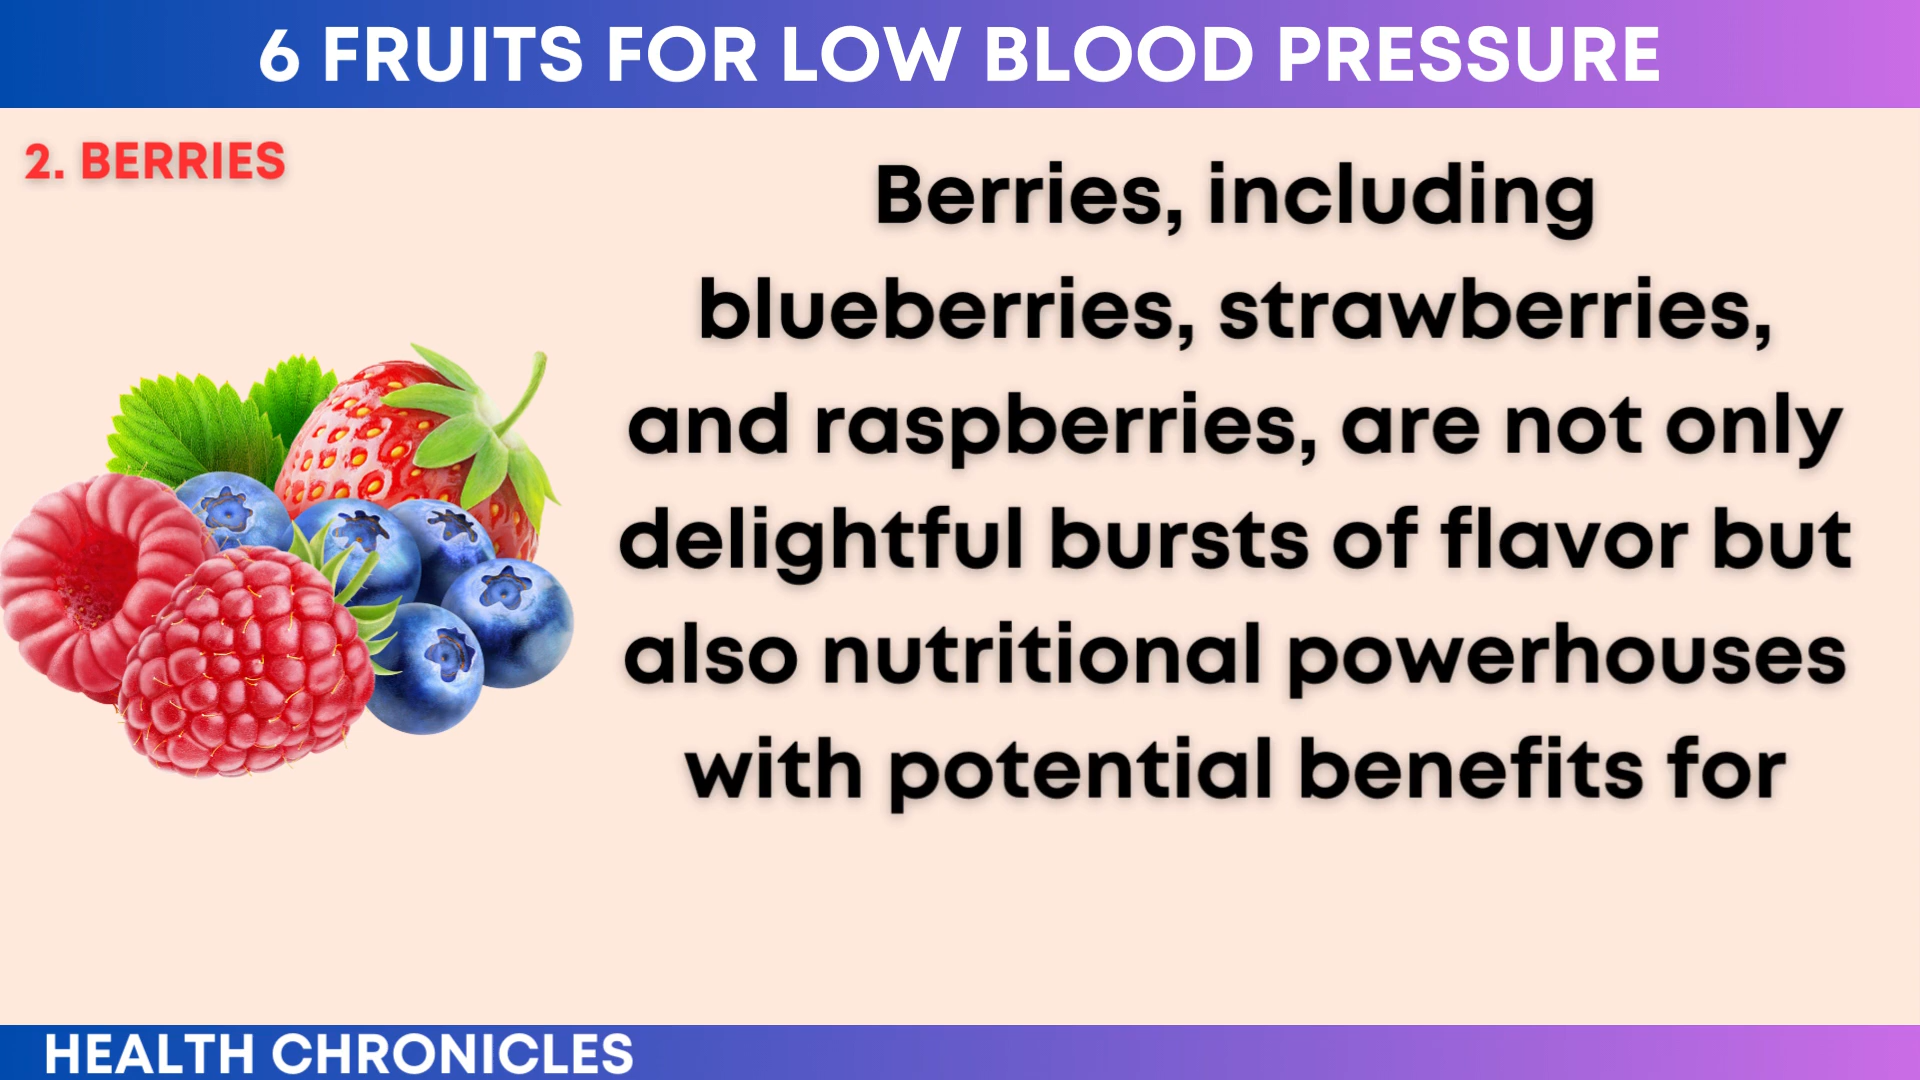 6 FRUITS FOR LOW BLOOD PRESSURE
2. BERRIES
Berries, including
blueberries, strawberries,
and raspberries, are not only
delightful bursts of flavor but
also nutritional powerhouses
with potential benefits for
HEALTH CHRONICLES